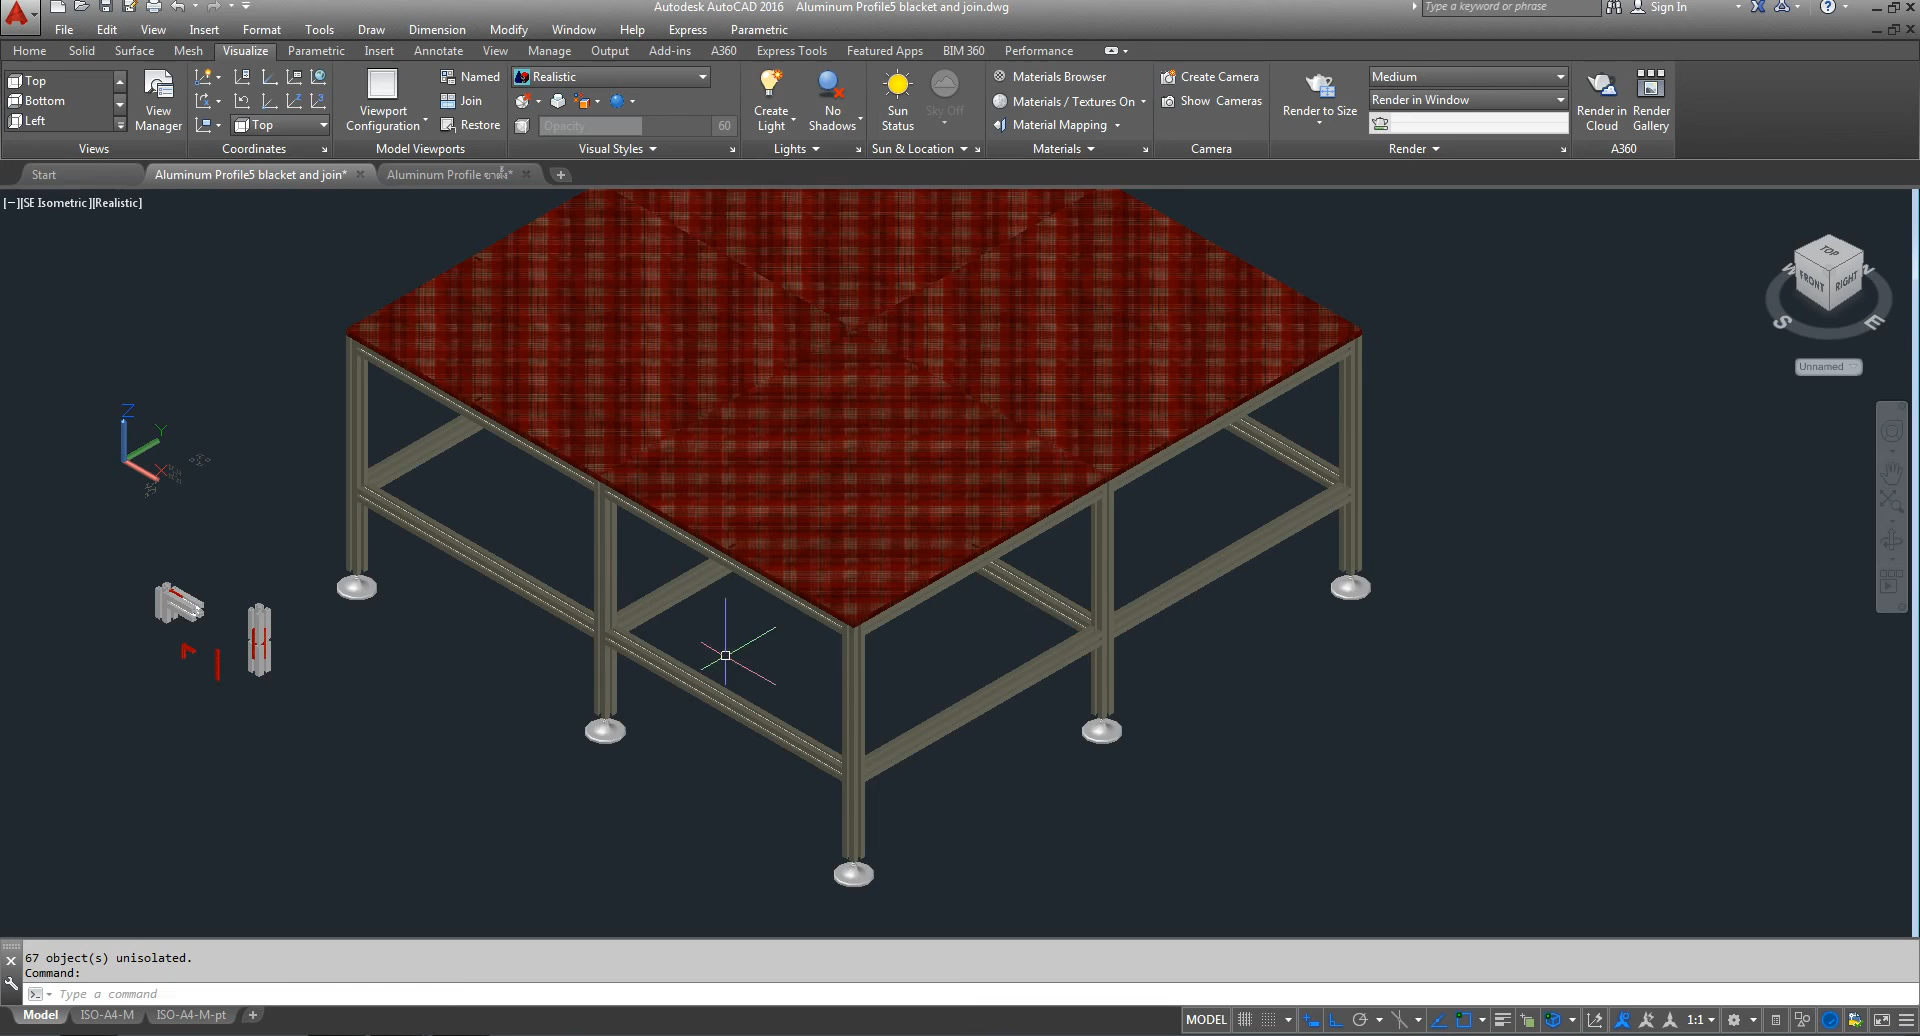 Autodesk AutoCAD 2016 Aluminum Profile5 blacket and join.dwg
Type a keyword or phrase
Sign In
File Edit View Insert Format Tools Draw Dimension Modify Window Help Express Parametric
Home Solid Surface Mesh Visualize Parametric Insert Annotate View Manage Output Add-ins A360 Express Tools Featured Apps BIM 360 Performance
Top
Bottom
Left
View
Manager
Views
Top
Coordinates
Viewport
Configuration
Named
Join
Restore
Model Viewports
Realistic
Opacity 60
Visual Styles
Create
Light
No
Shadows
Lights
Sun
Status
Sky Off
Sun & Location
Materials Browser
Materials / Textures On
Material Mapping
Materials
Create Camera
Show Cameras
Camera
Render to Size
Medium
Render in Window
Render
Render in
Cloud
Render
Gallery
A360
Start
Aluminum Profile5 blacket and join*
Aluminum Profile ขาตั้ง*
[−][SE Isometric][Realistic]
TOP
FRONT
RIGHT
W
N
S
E
Unnamed
Z
Y
X
67 object(s) unisolated.
Command:
Type a command
Model ISO-A4-M ISO-A4-M-pt
MODEL
1:1